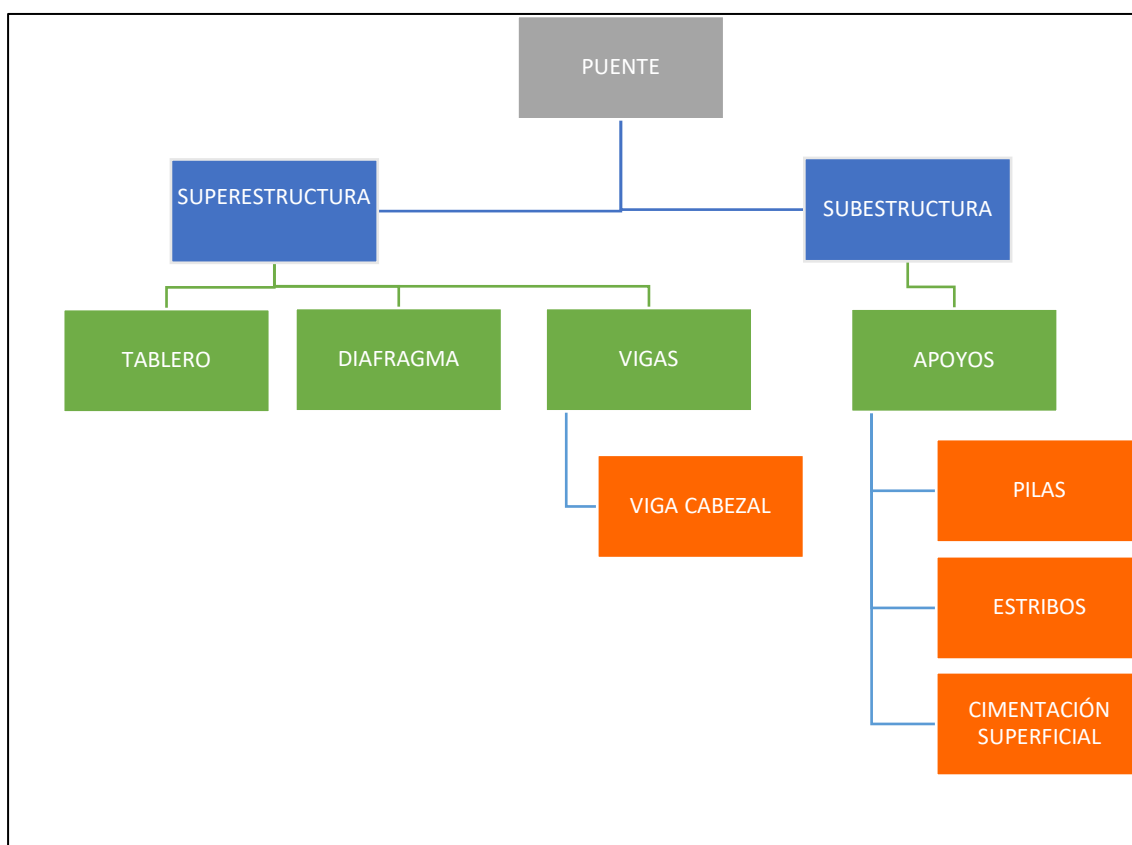 PUENTE
SUPERESTRUCTURA
SUBESTRUCTURA
TABLERO
DIAFRAGMA
VIGAS
APOYOS
VIGA CABEZAL
PILAS
ESTRIBOS
CIMENTACIÓN
SUPERFICIAL